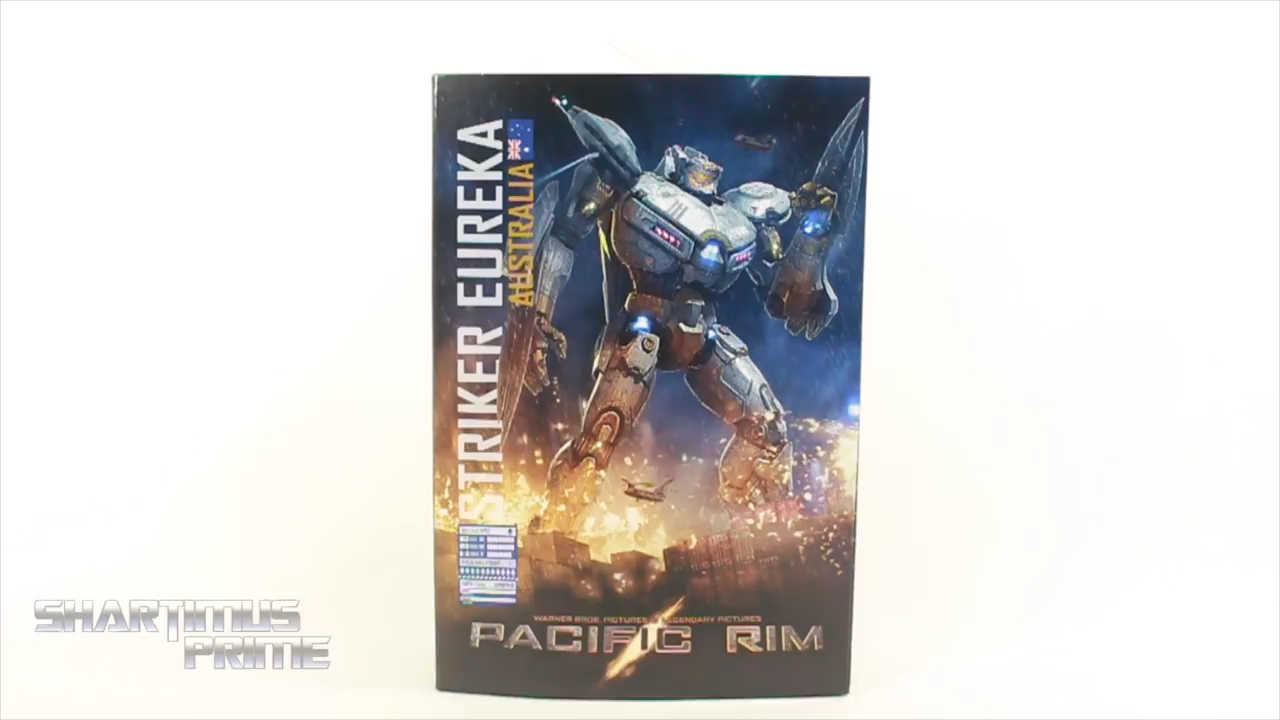 STRIKER EUREKA
AUSTRALIA
WARNER BROS. PICTURES & LEGENDARY PICTURES
PACIFIC RIM
SHARTIMUS
PRIME